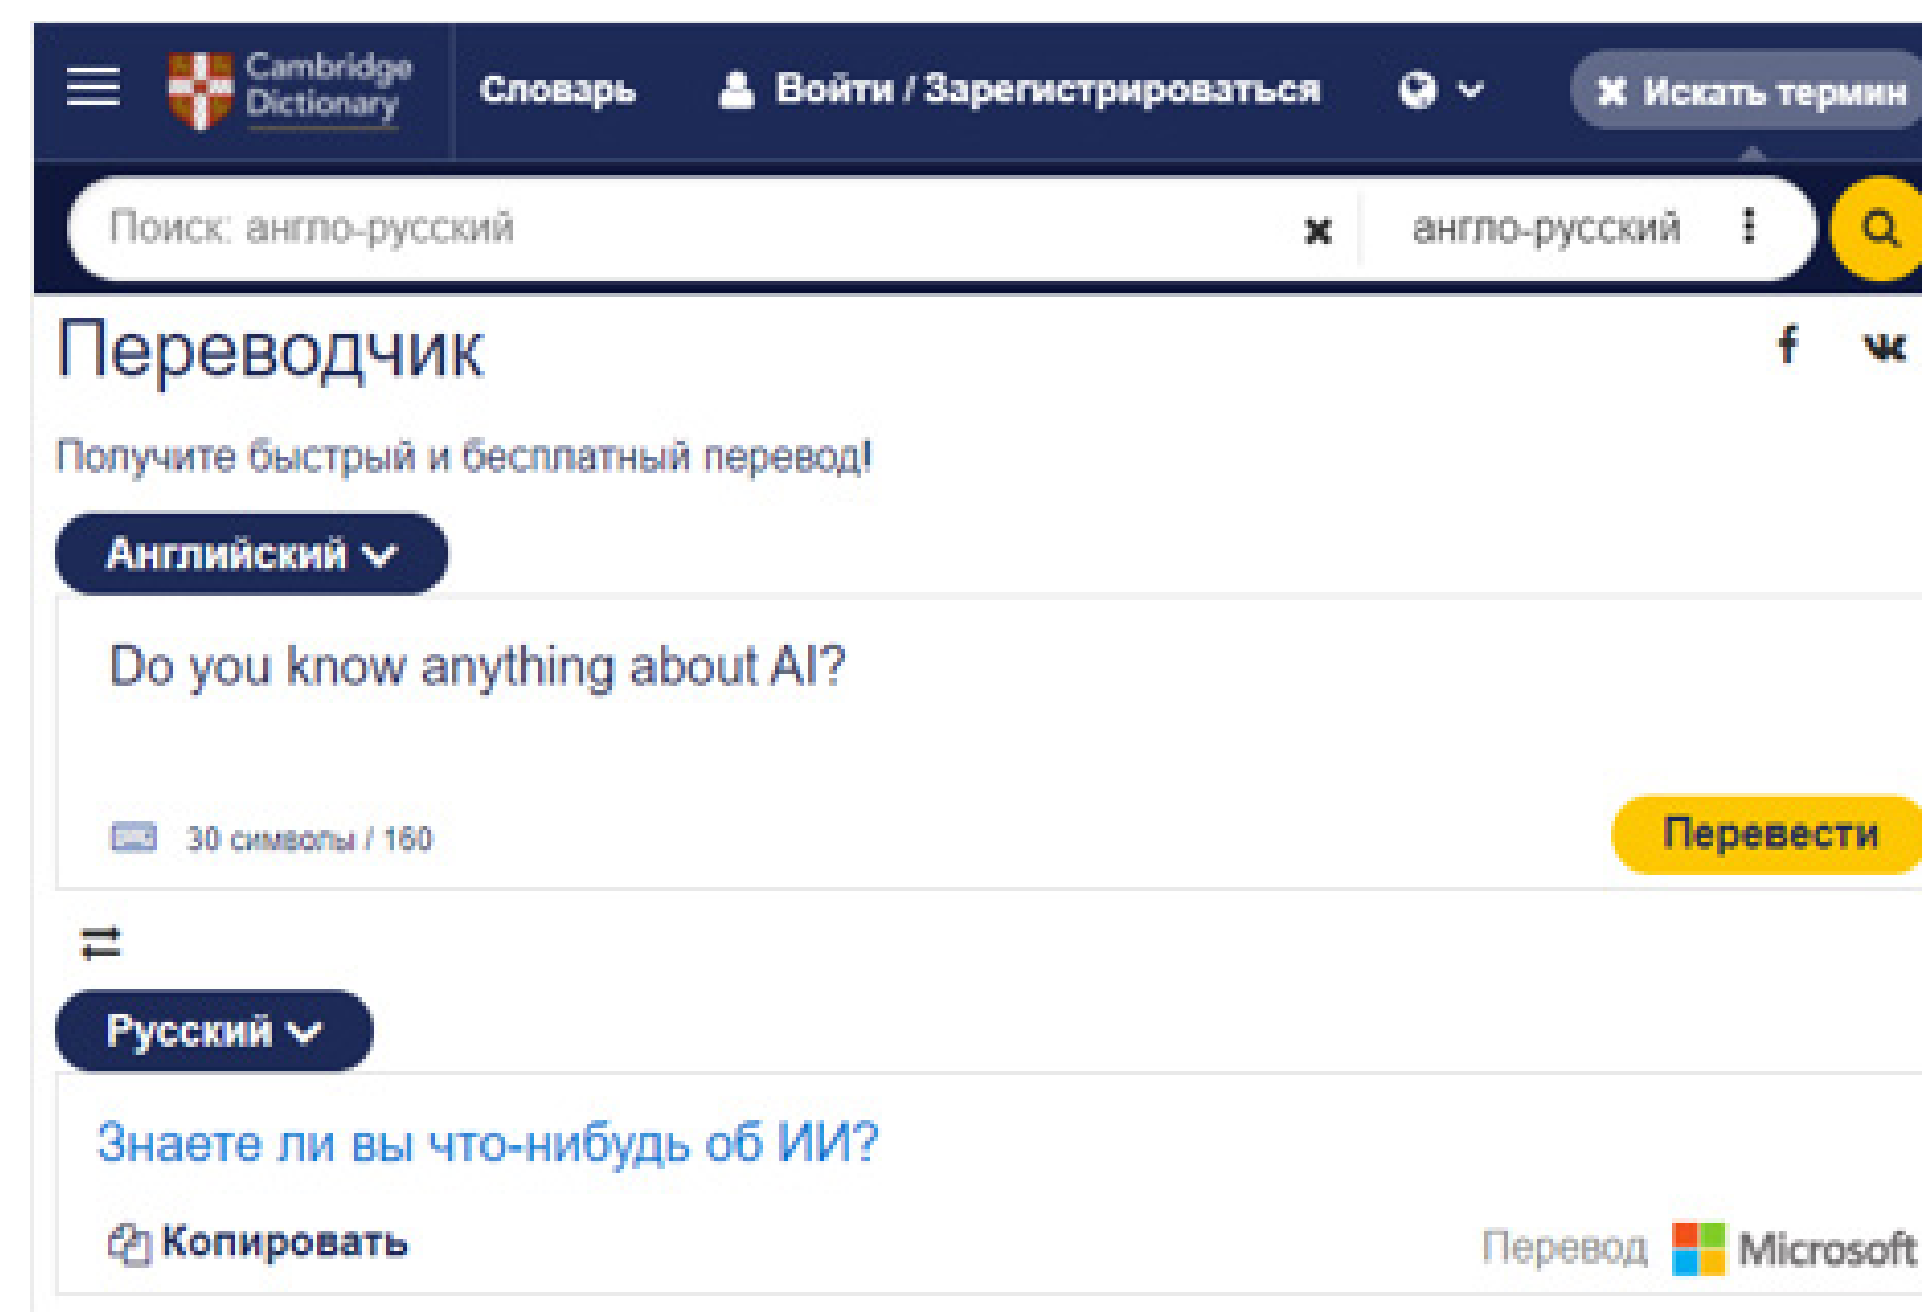 Cambridge
Dictionary
Словарь
Войти / Зарегистрироваться
Искать термин
Поиск: англо-русский
англо-русский
Переводчик
Получите быстрый и бесплатный перевод!
Английский
Do you know anything about AI?
30 символы / 160
Перевести
Русский
Знаете ли вы что-нибудь об ИИ?
Копировать
Перевод Microsoft